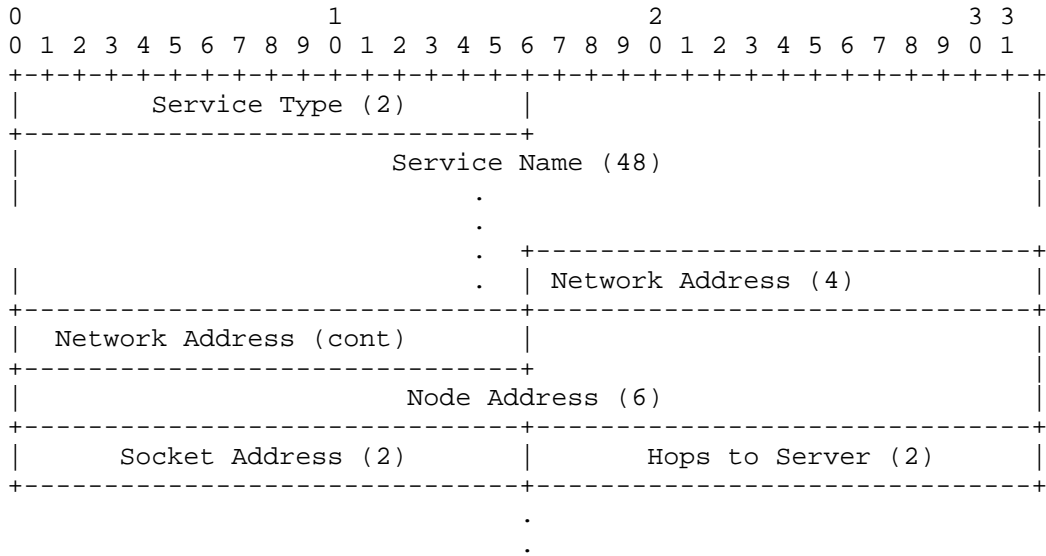 0                   1                   2                   3 3
0 1 2 3 4 5 6 7 8 9 0 1 2 3 4 5 6 7 8 9 0 1 2 3 4 5 6 7 8 9 0 1
+-+-+-+-+-+-+-+-+-+-+-+-+-+-+-+-+-+-+-+-+-+-+-+-+-+-+-+-+-+-+-+-+
|        Service Type (2)       |                               |
+-------------------------------+                               |
|                       Service Name (48)                       |
|                            .                                  |
                             .
                             .  +-------------------------------+
|                            .  | Network Address (4)           |
+-------------------------------+-------------------------------+
|  Network Address (cont)       |                               |
+-------------------------------+                               |
|                        Node Address (6)                       |
+-------------------------------+-------------------------------+
|      Socket Address (2)       |       Hops to Server (2)      |
+-------------------------------+-------------------------------+
                                .
                                .